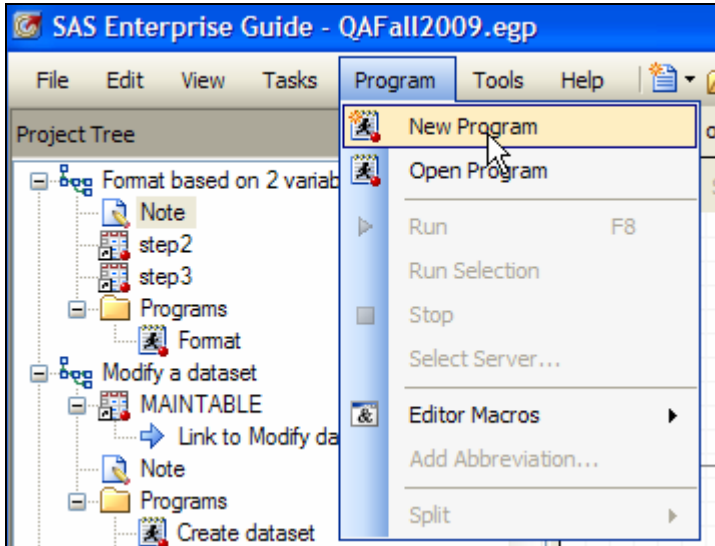 SAS Enterprise Guide - QAFall2009.egp
File Edit View Tasks Program Tools Help
Project Tree
Format based on 2 variab
Note
step2
step3
Programs
Format
Modify a dataset
MAINTABLE
Link to Modify da
Note
Programs
Create dataset
New Program
Open Program
Run F8
Run Selection
Stop
Select Server...
Editor Macros
Add Abbreviation...
Split